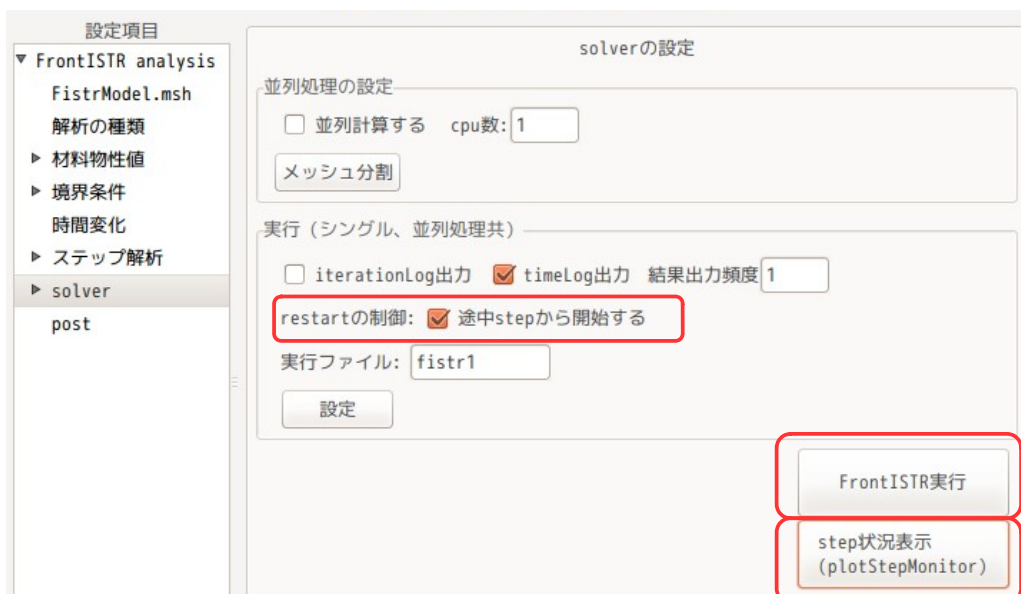 設定項目
FrontISTR analysis
FistrModel.msh
解析の種類
材料物性値
境界条件
時間変化
ステップ解析
solver
post
solverの設定
並列処理の設定
並列計算する cpu数: 1
メッシュ分割
実行（シングル、並列処理共）
iterationLog出力 timeLog出力 結果出力頻度 1
restartの制御: 途中stepから開始する
実行ファイル: fistr1
設定
FrontISTR実行
step状況表示
(plotStepMonitor)